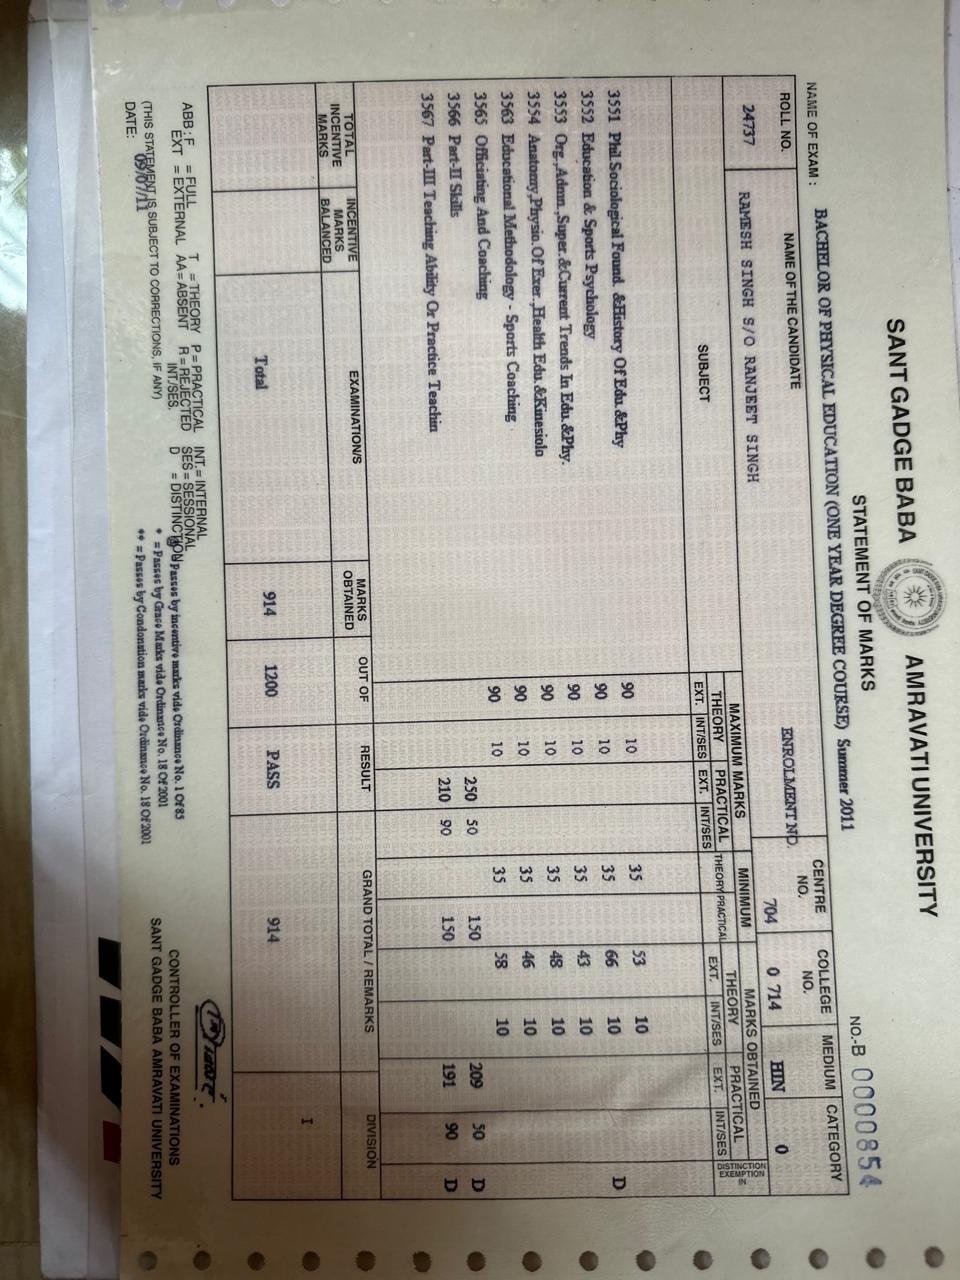 SANT GADGE BABA AMRAVATI UNIVERSITY
STATEMENT OF MARKS
NO.-B 0000854
NAME OF EXAM : BACHELOR OF PHYSICAL EDUCATION (ONE YEAR DEGREE COURSE) Summer 2011
ROLL NO. NAME OF THE CANDIDATE ENROLMENT NO. CENTRE NO. COLLEGE NO. MEDIUM CATEGORY
24737 RAMESH SINGH S/O RANJEET SINGH 704 0 714 HIN 0
SUBJECT MAXIMUM MARKS MINIMUM MARKS OBTAINED DISTINCTION EXEMPTION IN
THEORY PRACTICAL THEORY PRACTICAL THEORY PRACTICAL
EXT. INT/SES EXT. INT/SES EXT. INT/SES EXT. INT/SES
3551 Phil Sociological Found. &History Of Edu. &Phy 90 10 35 53 10
3552 Education & Sports Psychology 90 10 35 66 10 D
3553 Org.,Admn.,Super.&Current Trends In Edu.&Phy. 90 10 35 43 10
3554 Anatomy,Physio.Of Exer.,Health Edu.&Kinesiolo 90 10 35 48 10
3563 Educational Methodology - Sports Coaching 90 10 35 46 10
3565 Officiating And Coaching 90 10 35 58 10
3566 Part-II Skills 250 50 150 209 50 D
3567 Part-III Teaching Ability Or Practice Teachin 210 90 150 191 90 D
TOTAL INCENTIVE MARKS INCENTIVE MARKS BALANCED EXAMINATION/S MARKS OBTAINED OUT OF RESULT GRAND TOTAL / REMARKS DIVISION
I
Total 914 1200 PASS 914
ABB : F = FULL T = THEORY P = PRACTICAL INT. = INTERNAL
EXT = EXTERNAL AA = ABSENT R = REJECTED SES = SESSIONAL
INT/SES. D = DISTINCTION
@ Passes by incentive marks vide Ordinance No. 1 Of 85
* = Passes by Grace Marks vide Ordinance No. 18 Of 2001
** = Passes by Condonation marks vide Ordinance No. 18 Of 2001
(THIS STATEMENT IS SUBJECT TO CORRECTIONS, IF ANY)
DATE: 09/07/11
CONTROLLER OF EXAMINATIONS
SANT GADGE BABA AMRAVATI UNIVERSITY